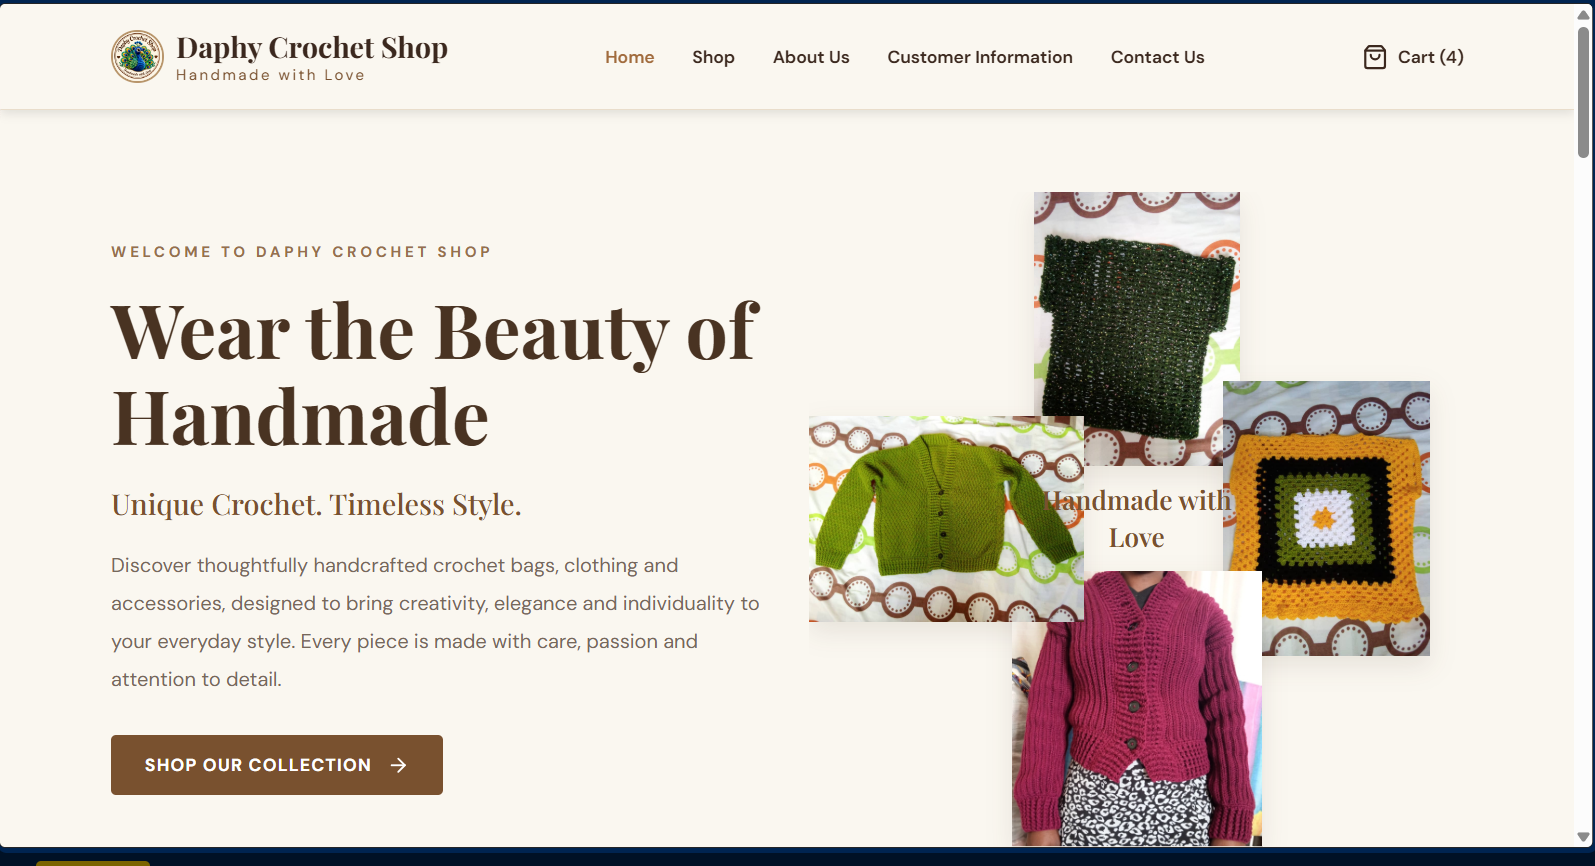 Daphy Crochet Shop
Daphy Crochet Shop
Handmade with Love
Home
Shop
About Us
Customer Information
Contact Us
Cart (4)
WELCOME TO DAPHY CROCHET SHOP
Wear the Beauty of
Handmade
Unique Crochet. Timeless Style.
Discover thoughtfully handcrafted crochet bags, clothing and
accessories, designed to bring creativity, elegance and individuality to
your everyday style. Every piece is made with care, passion and
attention to detail.
SHOP OUR COLLECTION
Handmade with
Love